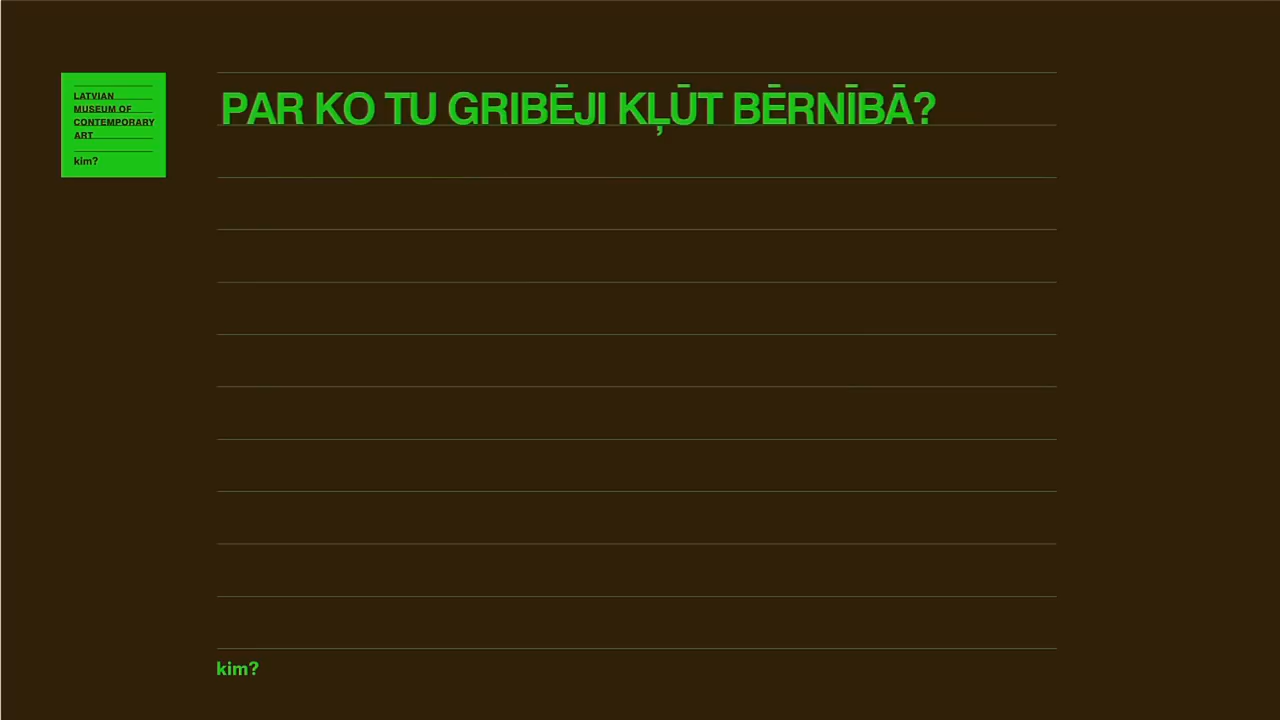 LATVIAN
MUSEUM OF
CONTEMPORARY
ART
kim?
PAR KO TU GRIBĒJI KĻŪT BĒRNĪBĀ?
kim?